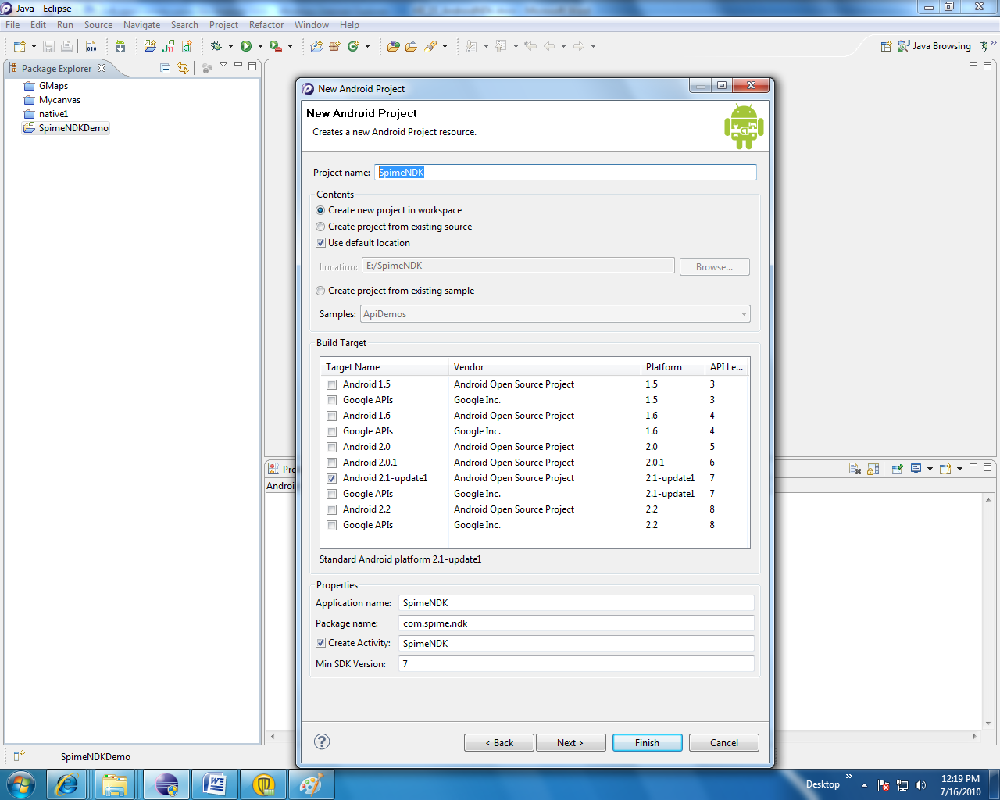 Java - Eclipse
File Edit Run Source Navigate Search Project Refactor Window Help
Java Browsing
Package Explorer
GMaps
Mycanvas
native1
SpimeNDKDemo
New Android Project
New Android Project
Creates a new Android Project resource.
Project name: SpimeNDK
Contents
Create new project in workspace
Create project from existing source
Use default location
Location: E:/SpimeNDK Browse...
Create project from existing sample
Samples: ApiDemos
Build Target
Target Name Vendor Platform API Le...
Android 1.5 Android Open Source Project 1.5 3
Google APIs Google Inc. 1.5 3
Android 1.6 Android Open Source Project 1.6 4
Google APIs Google Inc. 1.6 4
Android 2.0 Android Open Source Project 2.0 5
Android 2.0.1 Android Open Source Project 2.0.1 6
Android 2.1-update1 Android Open Source Project 2.1-update1 7
Google APIs Google Inc. 2.1-update1 7
Android 2.2 Android Open Source Project 2.2 8
Google APIs Google Inc. 2.2 8
Standard Android platform 2.1-update1
Properties
Application name: SpimeNDK
Package name: com.spime.ndk
Create Activity: SpimeNDK
Min SDK Version: 7
< Back Next > Finish Cancel
Androi
SpimeNDKDemo
Desktop
12:19 PM
7/16/2010